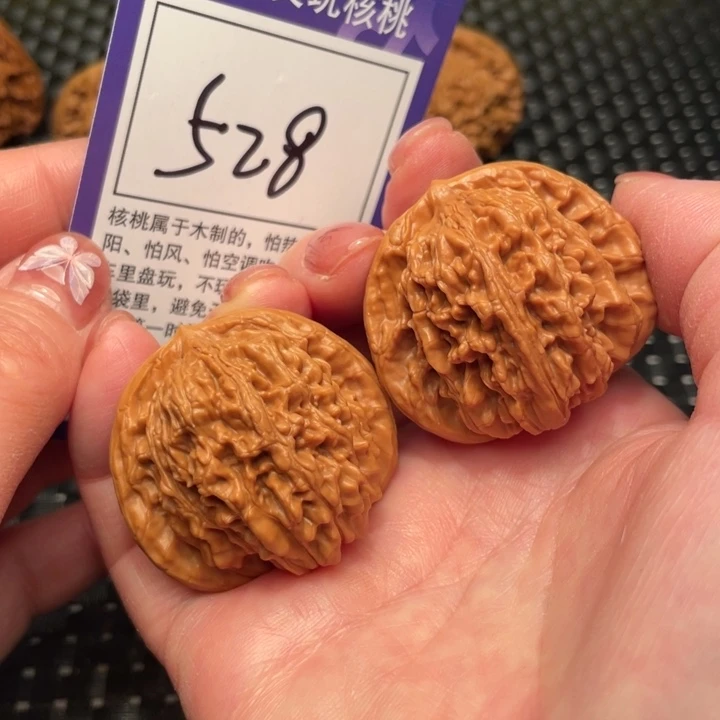 玩核桃
528
核桃属于木制的，怕
阳、怕风、怕空调
里盘玩，不
袋里，避免